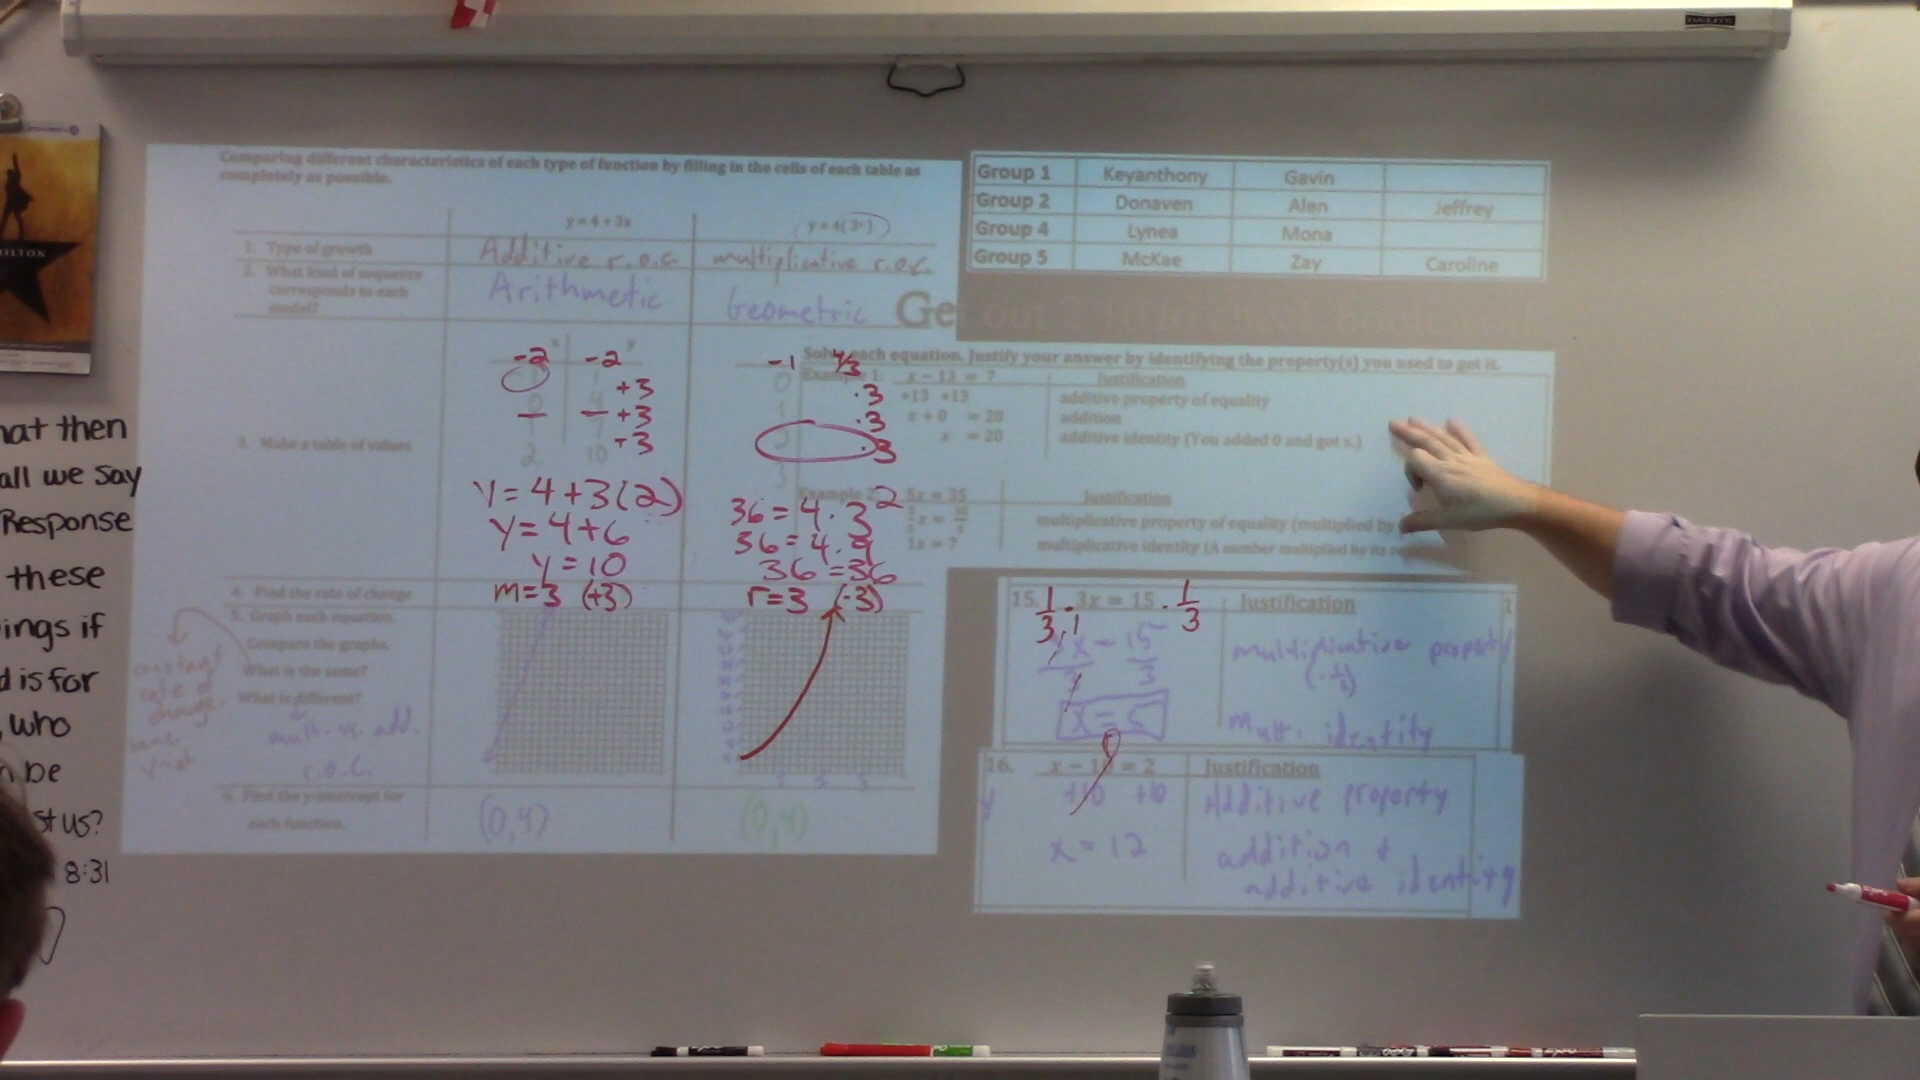 Comparing different characteristics of each type of function by filling in the cells of each table as
completely as possible.
y = 4 + 3x
1. Type of growth
Additive r.o.c
multiplicative r.o.c.
2. What kind of sequence
corresponds to each
model?
Arithmetic
Geometric
x y
-2 -2
+3
+3
+3
2 10
3. Make a table of values
-1 4/3
0
1
2
3
·3
·3
·3
y = 4+3(2)
y = 4+6
y = 10
36 = 4·3²
36 = 4·9
36 = 36
4. Find the rate of change
m=3 (+3)
r=3 (·3)
5. Graph each equation.
Compare the graphs.
What is the same?
What is different?
constant
rate of
change
same
y-int
mult. vs. add.
r.o.c.
6. Find the y-intercept for
each function.
(0,4)
(0,4)
Group 1 Keyanthony Gavin
Group 2 Donaven Alen Jeffrey
Group 4 Lynea Mona
Group 5 McKae Zay Caroline
Solve each equation. Justify your answer by identifying the property(s) you used to get it.
Example 1: x − 13 = 7 Justification
+13 +13 additive property of equality
x + 0 = 20 addition
x = 20 additive identity (You added 0 and got x.)
Example 2: 5x = 35 Justification
multiplicative property of equality (multiplied by
1x = 7 multiplicative identity (A number multiplied by its
15. 1/3 · 3x = 15 · 1/3 Justification
multiplicative property
(·1/3)
x = 5
mult. identity
16. x − 10 = 2 Justification
+10 +10 Additive property
x = 12 addition &
additive identity
hat then
all we say
Response
these
ings if
d is for
, who
be
st us?
8:31
HAMILTON
DA-LITE